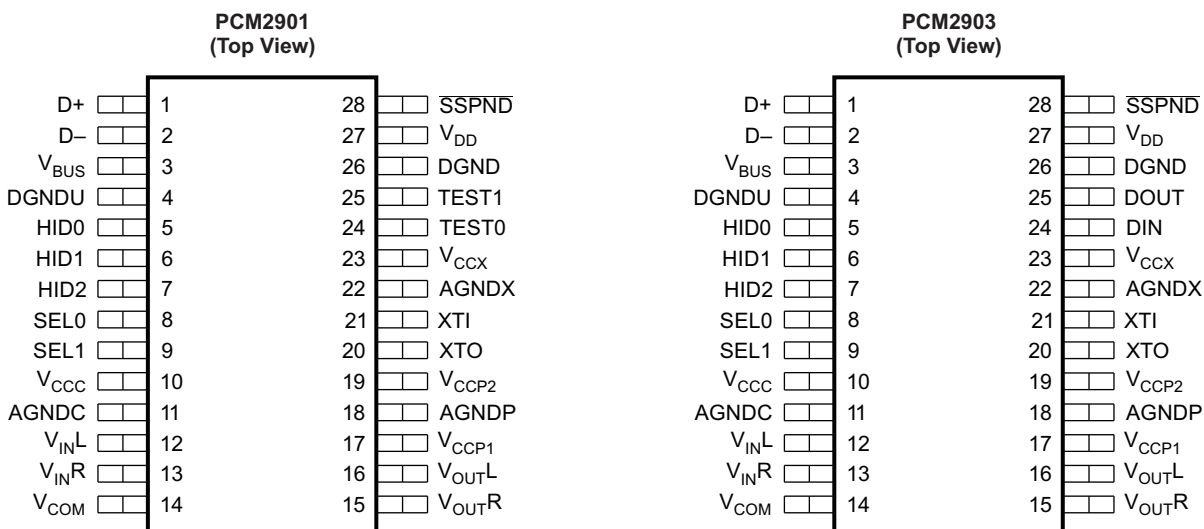 PCM2901
(Top View)
D+ 1 28 SSPND
D– 2 27 VDD
VBUS 3 26 DGND
DGNDU 4 25 TEST1
HID0 5 24 TEST0
HID1 6 23 VCCX
HID2 7 22 AGNDX
SEL0 8 21 XTI
SEL1 9 20 XTO
VCCC 10 19 VCCP2
AGNDC 11 18 AGNDP
VINL 12 17 VCCP1
VINR 13 16 VOUTL
VCOM 14 15 VOUTR
PCM2903
(Top View)
D+ 1 28 SSPND
D– 2 27 VDD
VBUS 3 26 DGND
DGNDU 4 25 DOUT
HID0 5 24 DIN
HID1 6 23 VCCX
HID2 7 22 AGNDX
SEL0 8 21 XTI
SEL1 9 20 XTO
VCCC 10 19 VCCP2
AGNDC 11 18 AGNDP
VINL 12 17 VCCP1
VINR 13 16 VOUTL
VCOM 14 15 VOUTR